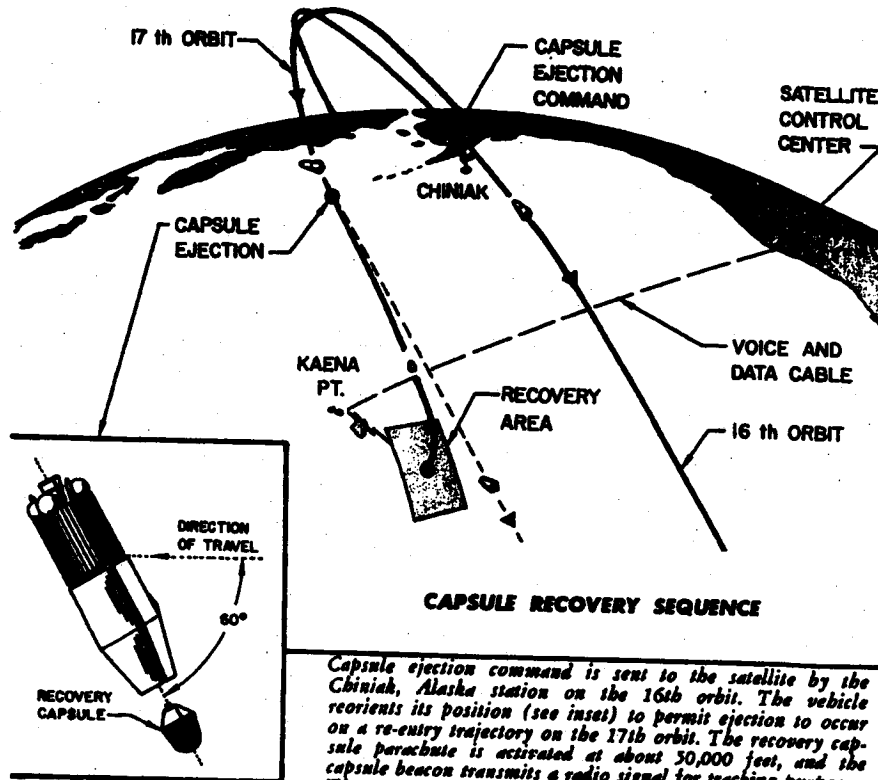 17 th ORBIT
CAPSULE
EJECTION
COMMAND
SATELLITE
CONTROL
CENTER
CHINIAK
CAPSULE
EJECTION
VOICE AND
DATA CABLE
KAENA
PT.
RECOVERY
AREA
16 th ORBIT
DIRECTION
OF TRAVEL
60°
RECOVERY
CAPSULE
CAPSULE RECOVERY SEQUENCE
Capsule ejection command is sent to the satellite by the
Chiniak, Alaska station on the 16th orbit. The vehicle
reorients its position (see inset) to permit ejection to occur
on a re-entry trajectory on the 17th orbit. The recovery cap-
sule parachute is activated at about 50,000 feet, and the
capsule beacon transmits a radio signal for tracking